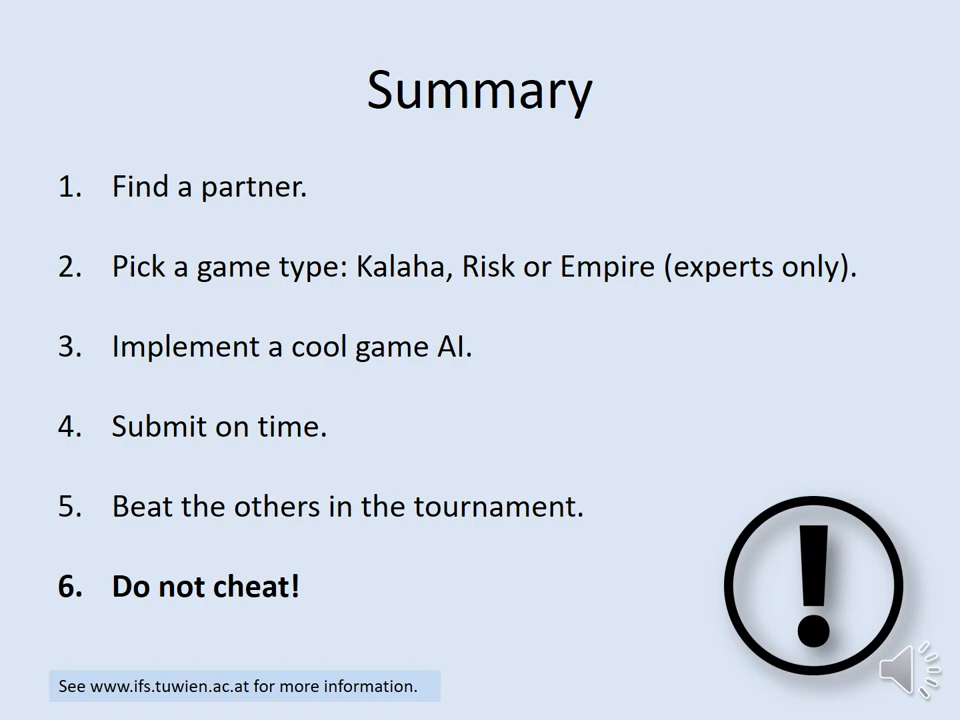 Summary
1. Find a partner.
2. Pick a game type: Kalaha, Risk or Empire (experts only).
3. Implement a cool game AI.
4. Submit on time.
5. Beat the others in the tournament.
6. Do not cheat!
See www.ifs.tuwien.ac.at for more information.